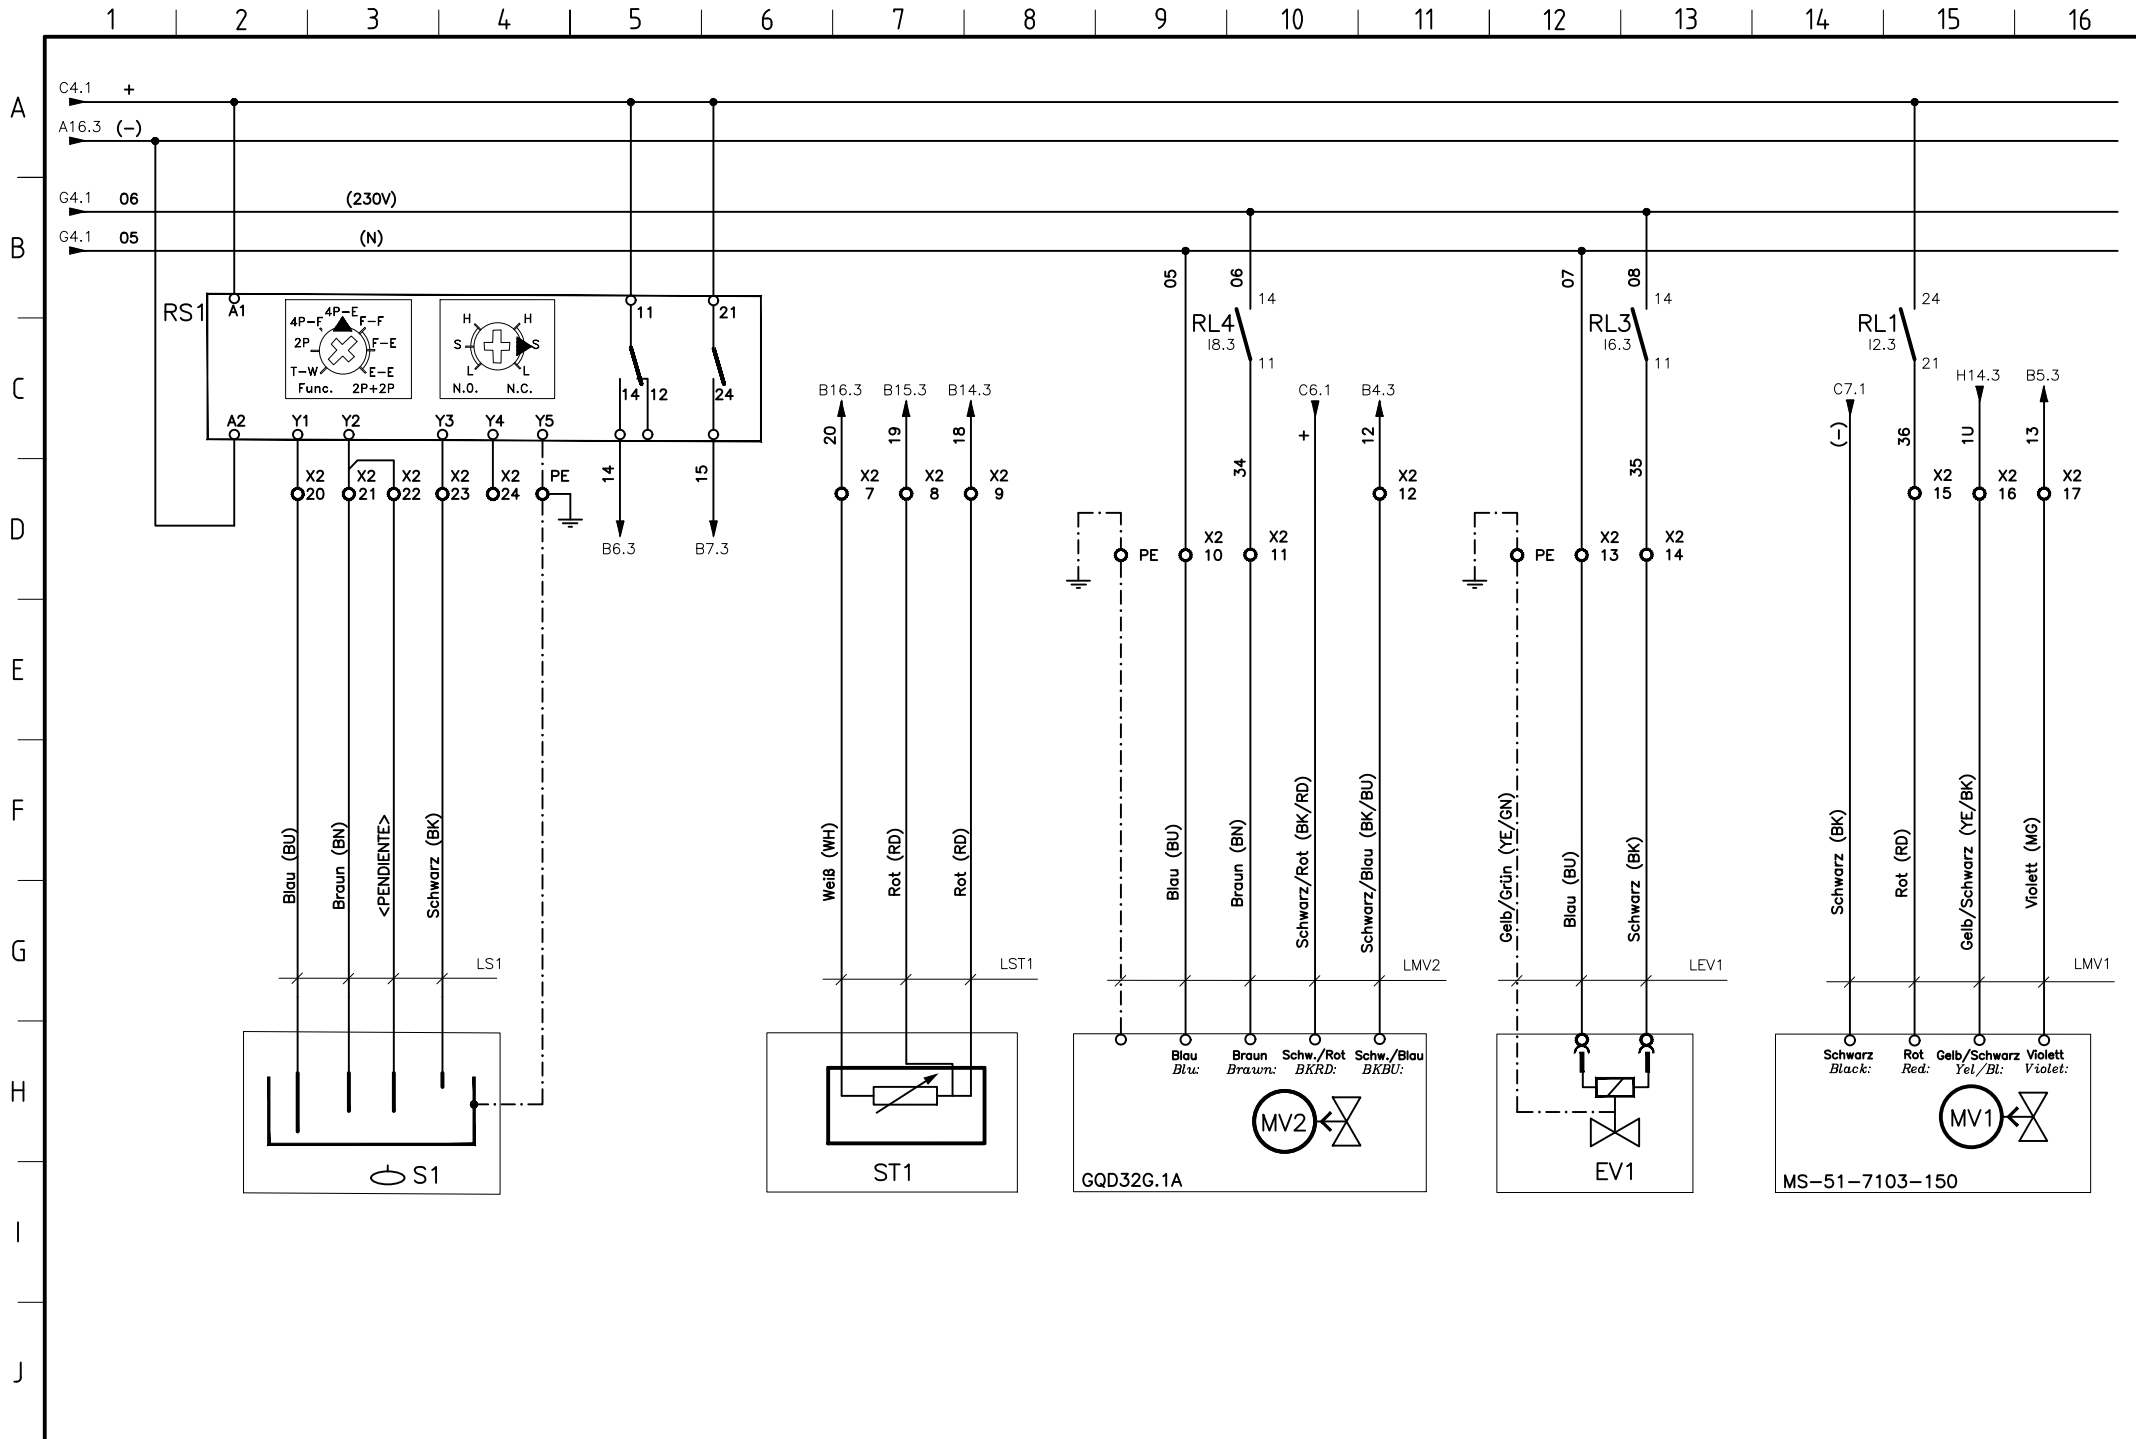 1 2 3 4 5 6 7 8 9 10 11 12 13 14 15 16
A
C4.1 +
A16.3 (-)
G4.1 06 (230V)
B
G4.1 05 (N)
05 06 07 08
RS1 A1 11 21
4P-E
4P-F F-F
2P F-E
T-W E-E
Func. 2P+2P
H H
S S
L L
N.O. N.C.
14 12 24
RL4 14
I8.3 11
RL3 14
I6.3 11
RL1 24
I2.3 21
C
A2 Y1 Y2 Y3 Y4 Y5
B16.3 B15.3 B14.3 C6.1 B4.3 C7.1 H14.3 B5.3
20 19 18 + 12 (-) 36 1U 13
14 15 34 35
X2 X2 X2 X2 X2 PE
20 21 22 23 24
X2 X2 X2 X2 X2 X2 X2
7 8 9 12 15 16 17
D
B6.3 B7.3
X2 X2 X2 X2
PE 10 11 PE 13 14
E
F
Blau (BU)
Braun (BN)
<PENDIENTE>
Schwarz (BK)
Weiß (WH)
Rot (RD)
Rot (RD)
Blau (BU)
Braun (BN)
Schwarz/Rot (BK/RD)
Schwarz/Blau (BK/BU)
Gelb/Grün (YE/GN)
Blau (BU)
Schwarz (BK)
Schwarz (BK)
Rot (RD)
Gelb/Schwarz (YE/BK)
Violett (MG)
G
LS1 LST1 LMV2 LEV1 LMV1
H
Blau Braun Schw./Rot Schw./Blau
Blu: Brawn: BKRD: BKBU:
Schwarz Rot Gelb/Schwarz Violett
Black: Red: Yel/Bl: Violet:
MV2 MV1
S1 ST1 GQD32G.1A EV1 MS-51-7103-150
I
J